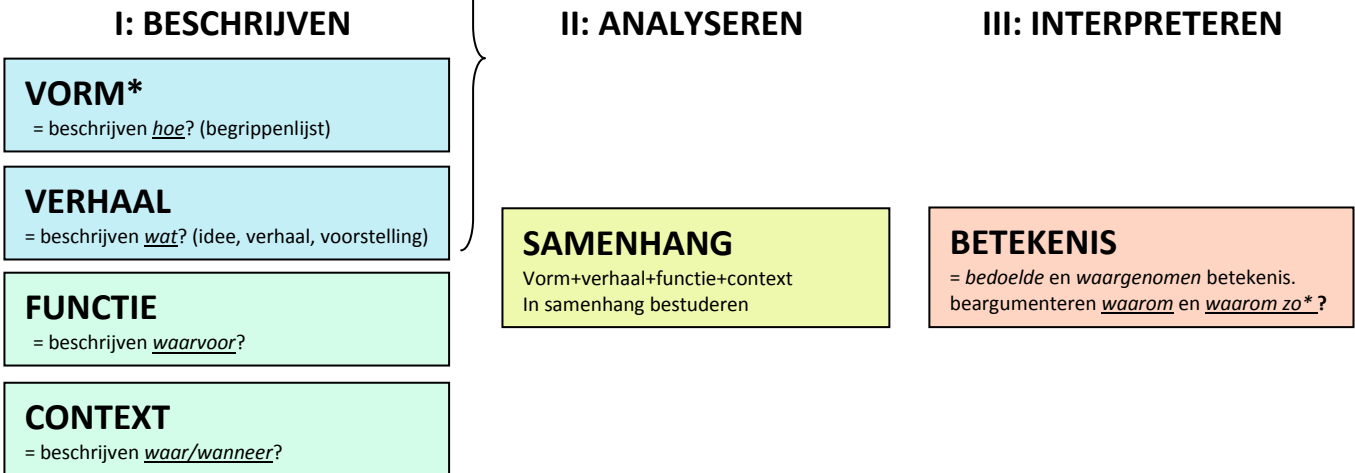 I: BESCHRIJVEN
VORM*
= beschrijven hoe? (begrippenlijst)
VERHAAL
= beschrijven wat? (idee, verhaal, voorstelling)
FUNCTIE
= beschrijven waarvoor?
CONTEXT
= beschrijven waar/wanneer?
II: ANALYSEREN
SAMENHANG
Vorm+verhaal+functie+context
In samenhang bestuderen
III: INTERPRETEREN
BETEKENIS
= bedoelde en waargenomen betekenis.
beargumenteren waarom en waarom zo* ?